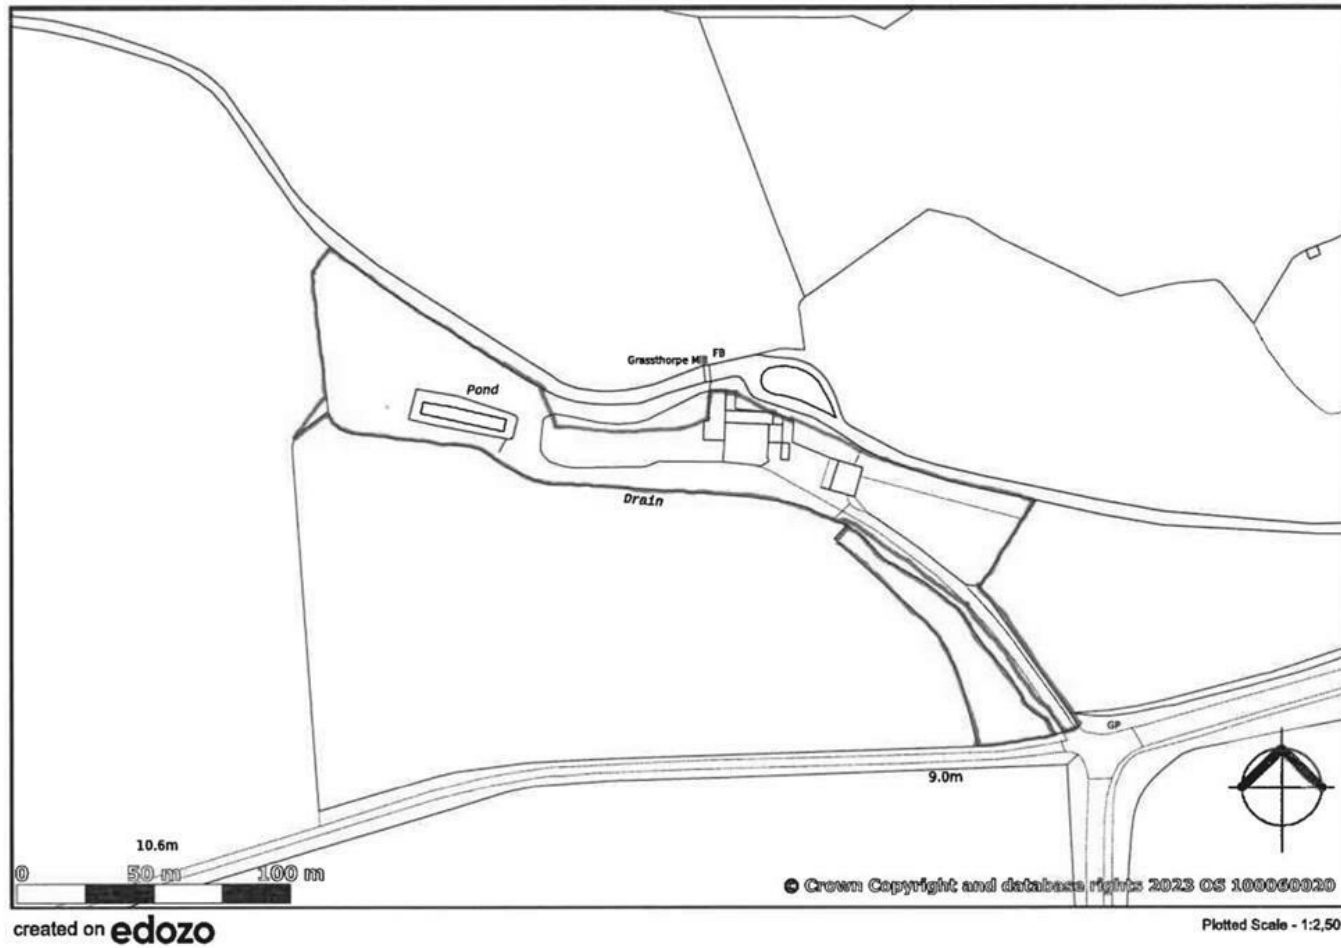 FB
Grassthorpe Mill
Pond
Drain
GP
9.0m
10.6m
0 50 m 100 m
© Crown Copyright and database rights 2023 OS 100060020
created on edozo
Plotted Scale - 1:2,50